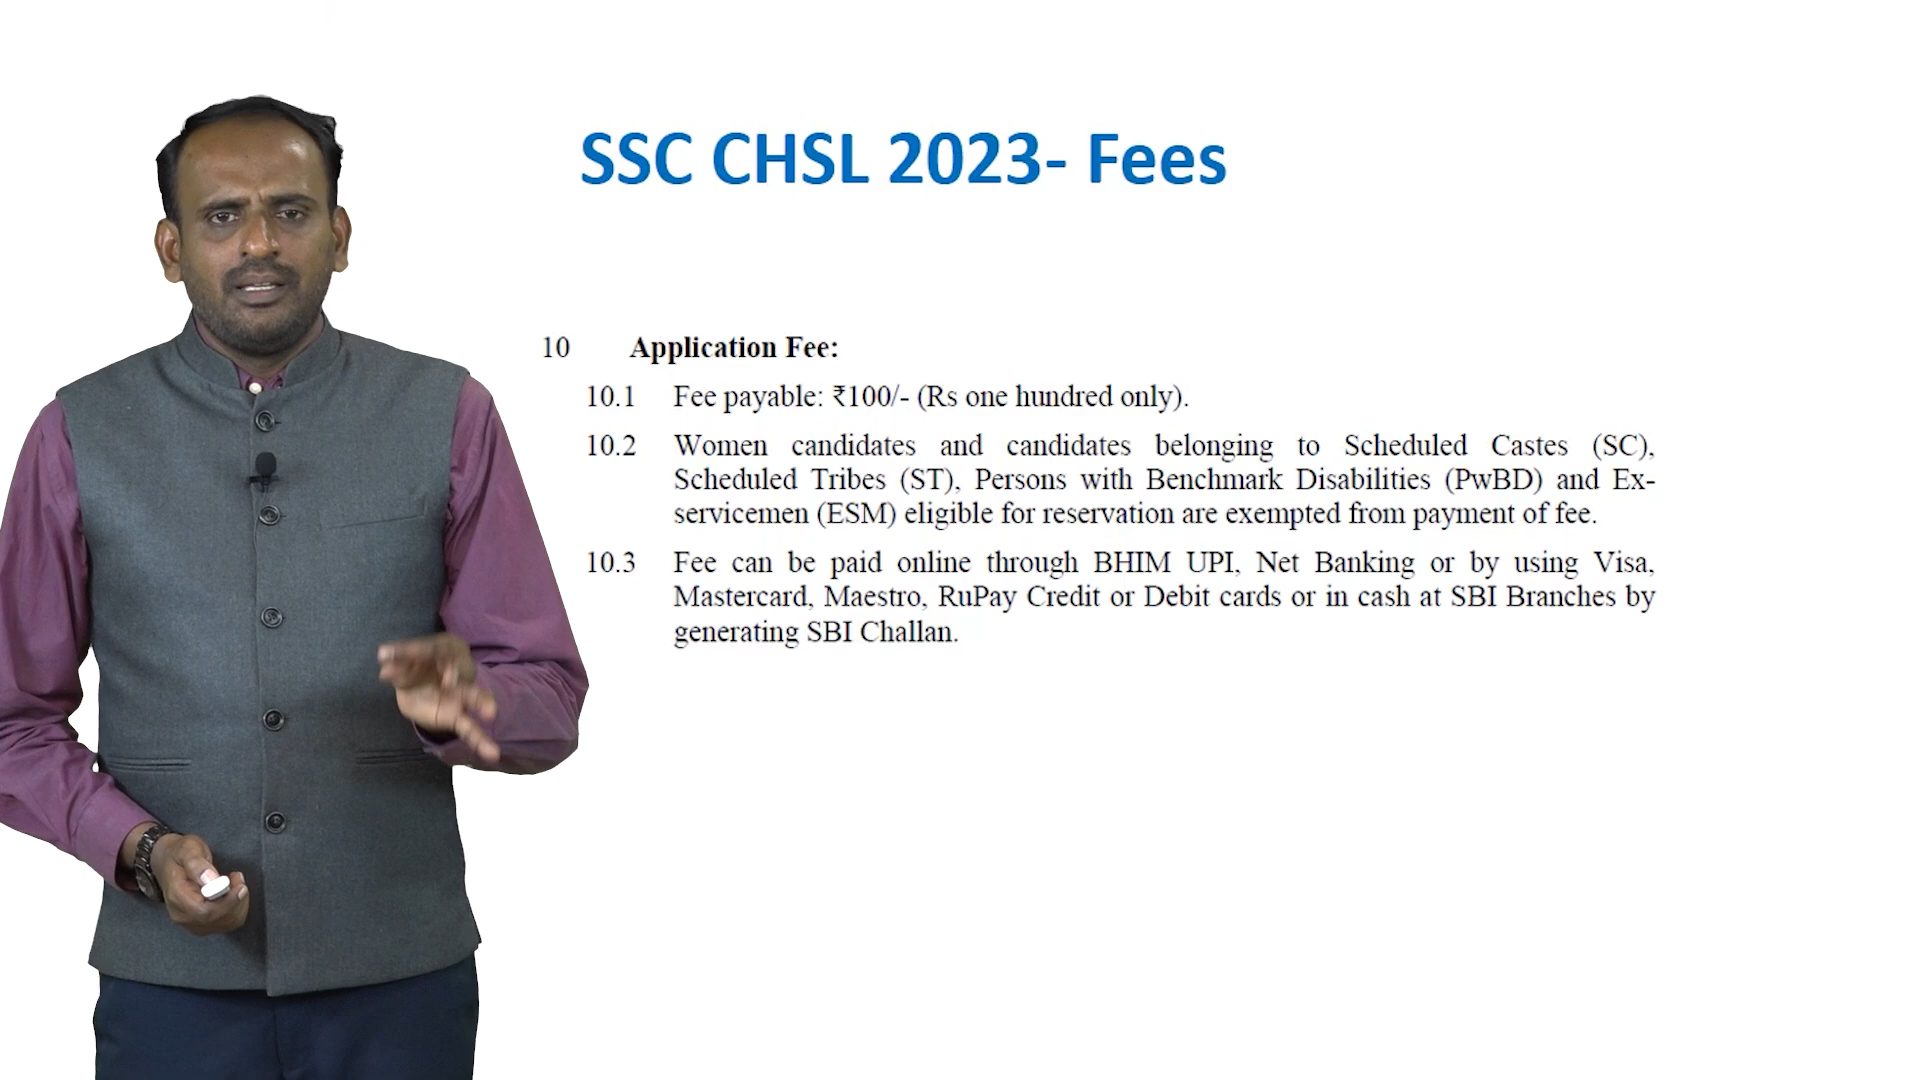 SSC CHSL 2023- Fees
10 Application Fee:
10.1 Fee payable: ₹100/- (Rs one hundred only).
10.2 Women candidates and candidates belonging to Scheduled Castes (SC),
Scheduled Tribes (ST), Persons with Benchmark Disabilities (PwBD) and Ex-
servicemen (ESM) eligible for reservation are exempted from payment of fee.
10.3 Fee can be paid online through BHIM UPI, Net Banking or by using Visa,
Mastercard, Maestro, RuPay Credit or Debit cards or in cash at SBI Branches by
generating SBI Challan.